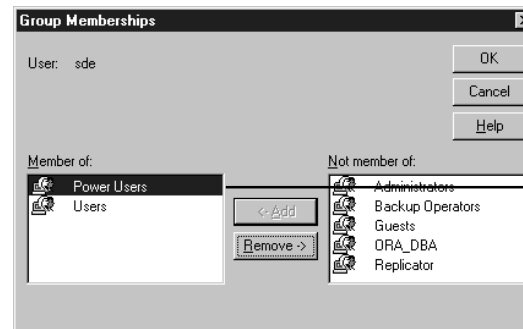 Group Memberships
User: sde
OK
Cancel
Help
Member of:
Not member of:
Power Users
Users
<- Add
Remove ->
Administrators
Backup Operators
Guests
ORA_DBA
Replicator